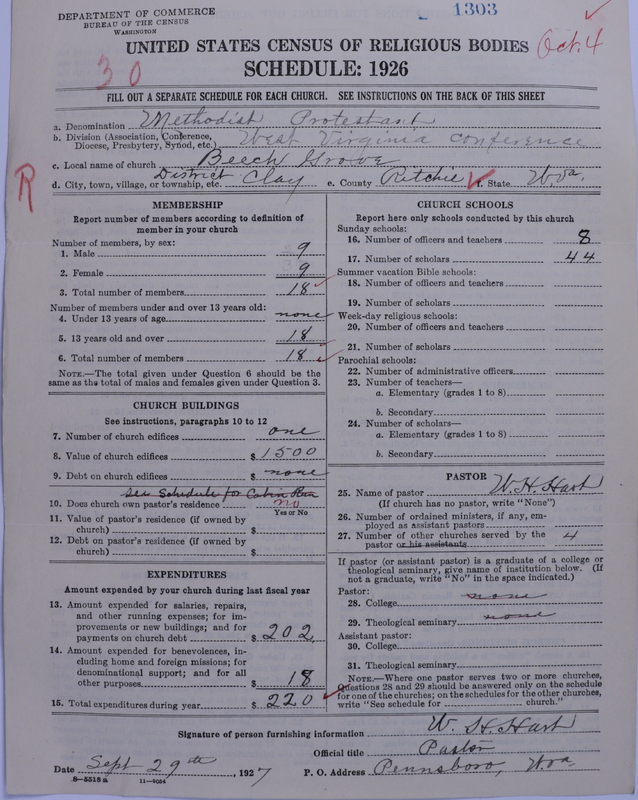 DEPARTMENT OF COMMERCE
BUREAU OF THE CENSUS
WASHINGTON
1303
UNITED STATES CENSUS OF RELIGIOUS BODIES
Oct. 4
30
SCHEDULE: 1926
FILL OUT A SEPARATE SCHEDULE FOR EACH CHURCH. SEE INSTRUCTIONS ON THE BACK OF THIS SHEET
a. Denomination Methodist Protestant
b. Division (Association, Conference, Diocese, Presbytery, Synod, etc.) West Virginia Conference
c. Local name of church Beech Grove
R
d. City, town, village, or township, etc. District Clay e. County Ritchie f. State W.Va.
MEMBERSHIP
Report number of members according to definition of
member in your church
Number of members, by sex:
1. Male 9
2. Female 9
3. Total number of members 18
Number of members under and over 13 years old:
4. Under 13 years of age none
5. 13 years old and over 18
6. Total number of members 18
NOTE.—The total given under Question 6 should be
same as the total of males and females given under Question 3.
CHURCH BUILDINGS
See instructions, paragraphs 10 to 12
7. Number of church edifices one
8. Value of church edifices $ 1500
9. Debt on church edifices $ none
See Schedule for Cabin Run
10. Does church own pastor's residence no
Yes or No
11. Value of pastor's residence (if owned by
church) $
12. Debt on pastor's residence (if owned by
church) $
EXPENDITURES
Amount expended by your church during last fiscal year
13. Amount expended for salaries, repairs,
and other running expenses; for im-
provements or new buildings; and for
payments on church debt $ 202
14. Amount expended for benevolences, in-
cluding home and foreign missions; for
denominational support; and for all
other purposes $ 18
15. Total expenditures during year $ 220
CHURCH SCHOOLS
Report here only schools conducted by this church
Sunday schools:
16. Number of officers and teachers 8
17. Number of scholars 44
Summer vacation Bible schools:
18. Number of officers and teachers
19. Number of scholars
Week-day religious schools:
20. Number of officers and teachers
21. Number of scholars
Parochial schools:
22. Number of administrative officers
23. Number of teachers—
a. Elementary (grades 1 to 8)
b. Secondary
24. Number of scholars—
a. Elementary (grades 1 to 8)
b. Secondary
PASTOR
25. Name of pastor W. H. Hart
(If church has no pastor, write "None")
26. Number of ordained ministers, if any, em-
ployed as assistant pastors
27. Number of other churches served by the
pastor or his assistants 4
If pastor (or assistant pastor) is a graduate of a college or
theological seminary, give name of institution below. (If
not a graduate, write "No" in the space indicated.)
Pastor:
28. College none
29. Theological seminary none
Assistant pastor:
30. College
31. Theological seminary
NOTE.—Where one pastor serves two or more churches,
Questions 28 and 29 should be answered only on the schedule
for one of the churches; on the schedules for the other churches,
write "See schedule for church."
Signature of person furnishing information W. H. Hart
Official title Pastor
Date Sept 29th, 1927 P. O. Address Pennsboro, Wva
8—5518 a 11—9054